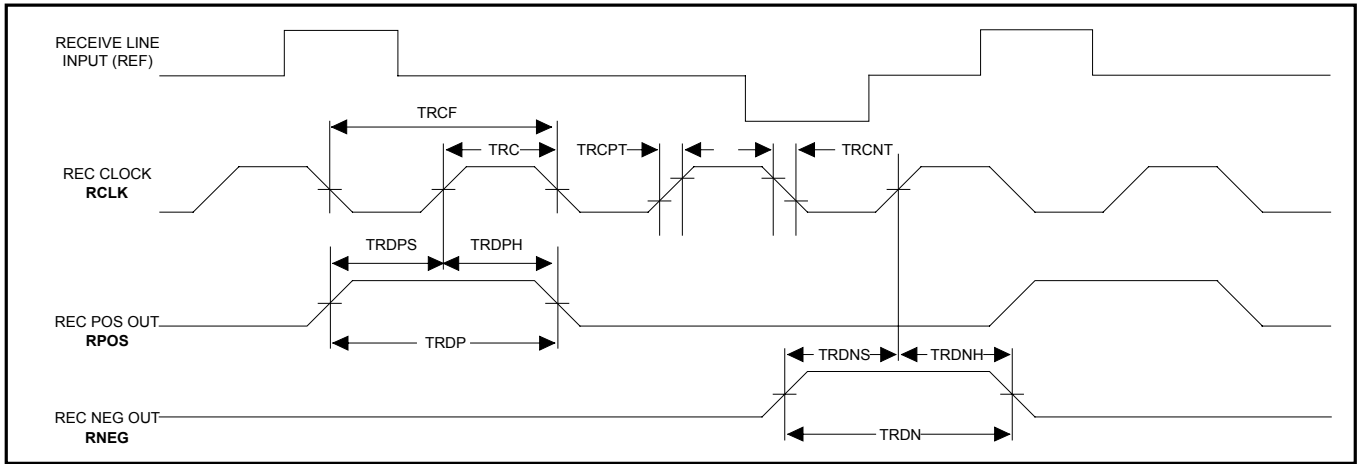 RECEIVE LINE
INPUT (REF)
TRCF
TRC
TRCPT
TRCNT
REC CLOCK
RCLK
TRDPS
TRDPH
REC POS OUT
RPOS
TRDP
TRDNS
TRDNH
REC NEG OUT
RNEG
TRDN